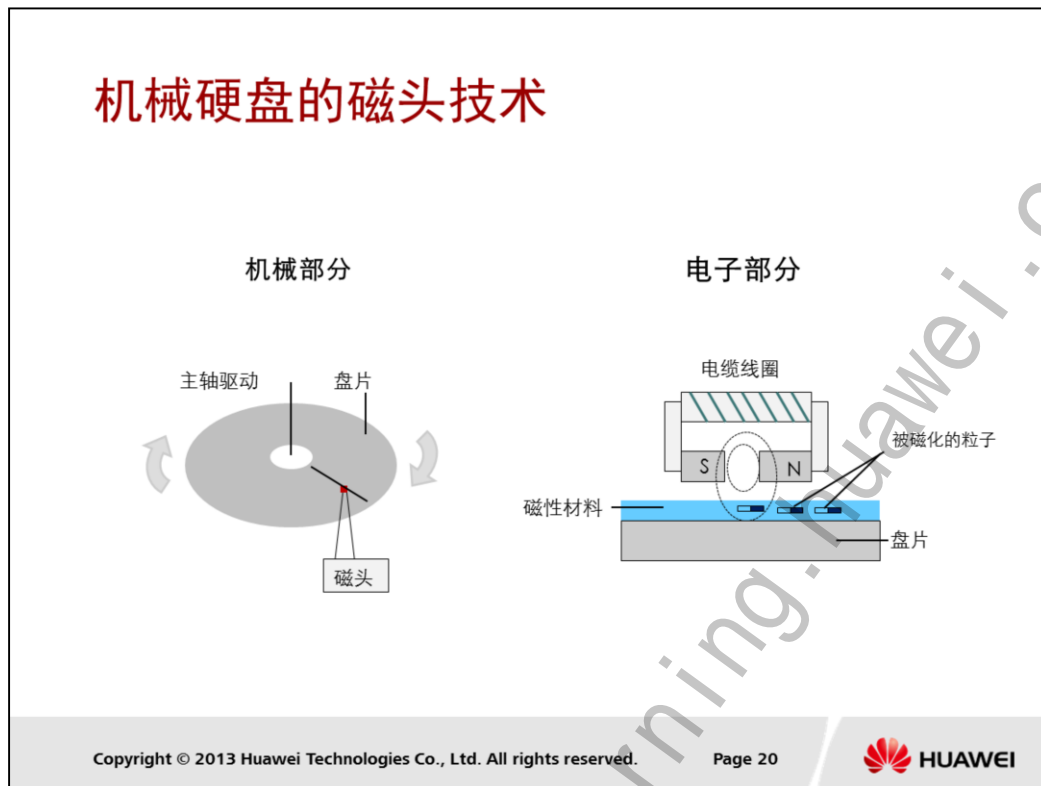 机械硬盘的磁头技术
机械部分
电子部分
主轴驱动
盘片
磁头
电缆线圈
S
N
被磁化的粒子
磁性材料
盘片
Copyright © 2013 Huawei Technologies Co., Ltd. All rights reserved.
Page 20
HUAWEI
rning.huawei.c